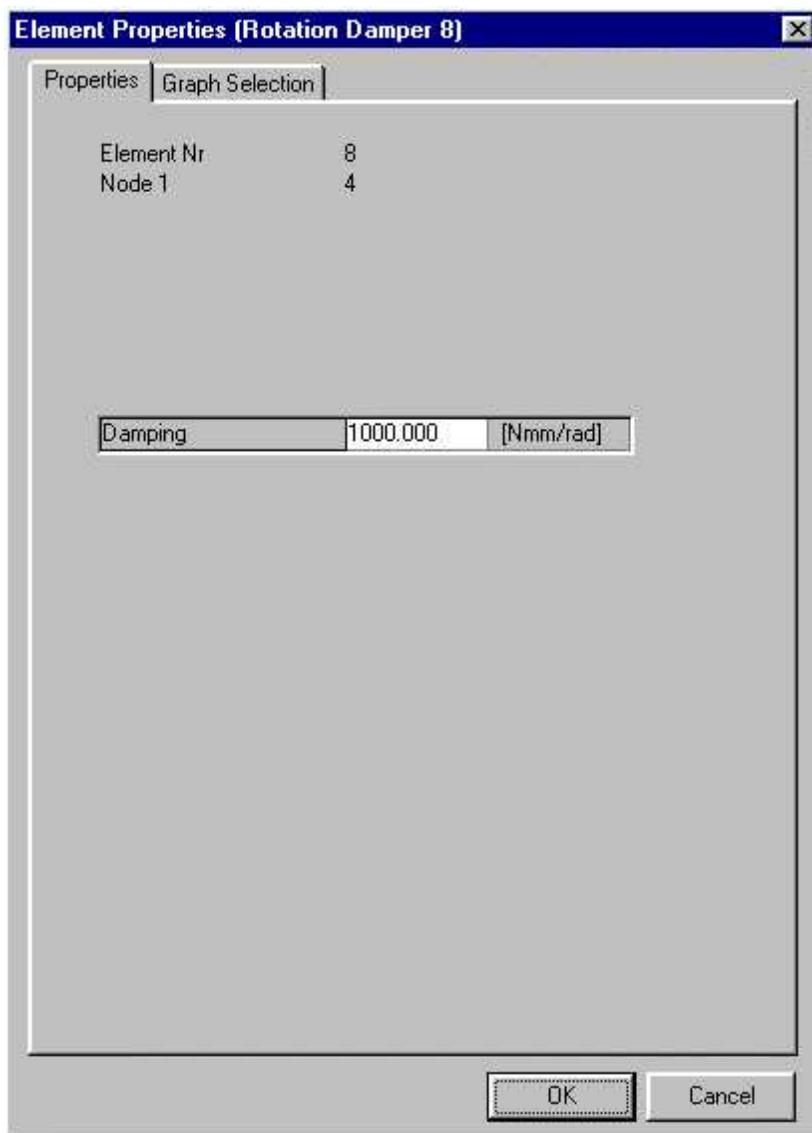 Element Properties (Rotation Damper 8)
Properties Graph Selection
Element Nr 8
Node 1 4
Damping 1000.000 [Nmm/rad]
OK Cancel